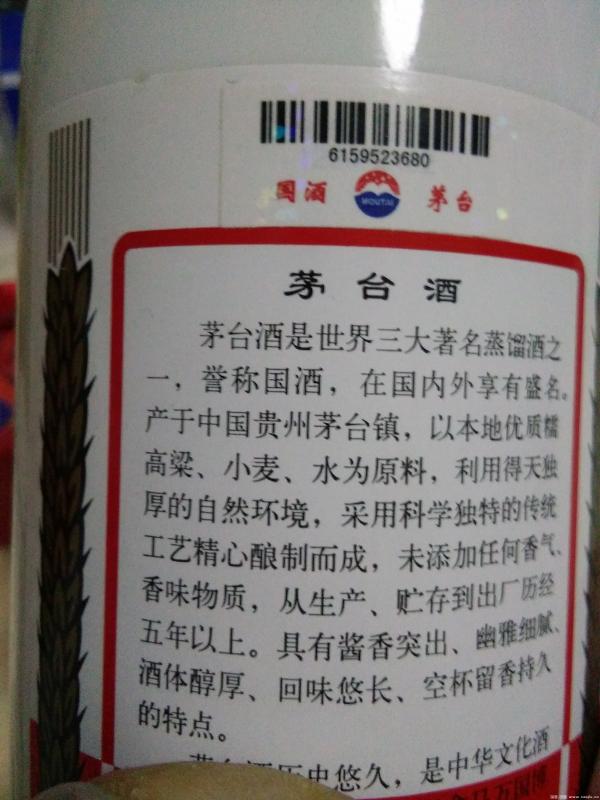 6159523680
国酒 MOUTAI 茅台
茅台酒
茅台酒是世界三大著名蒸馏酒之
一，誉称国酒，在国内外享有盛名。
产于中国贵州茅台镇，以本地优质糯
高粱、小麦、水为原料，利用得天独
厚的自然环境，采用科学独特的传统
工艺精心酿制而成，未添加任何香气、
香味物质，从生产、贮存到出厂历经
五年以上。具有酱香突出、幽雅细腻、
酒体醇厚、回味悠长、空杯留香持久
的特点。
茅台酒历史悠久，是中华文化酒